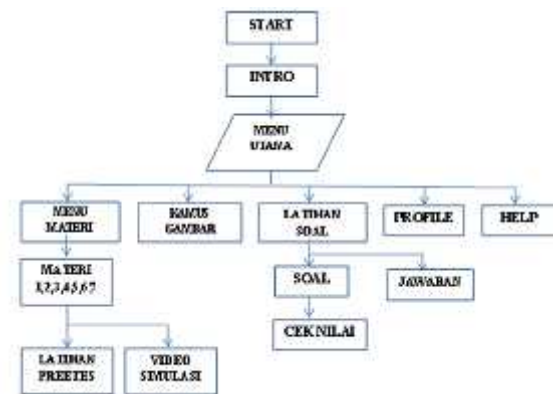 START
INTRO
MENU
UTAMA
MENU
MATERI
KAMUS
GAMBAR
LATIHAN
SOAL
PROFILE
HELP
MATERI
1,2,3,4,5,6,7
SOAL
JAWABAN
CEK NILAI
LATIHAN
PREETES
VIDEO
SIMULASI